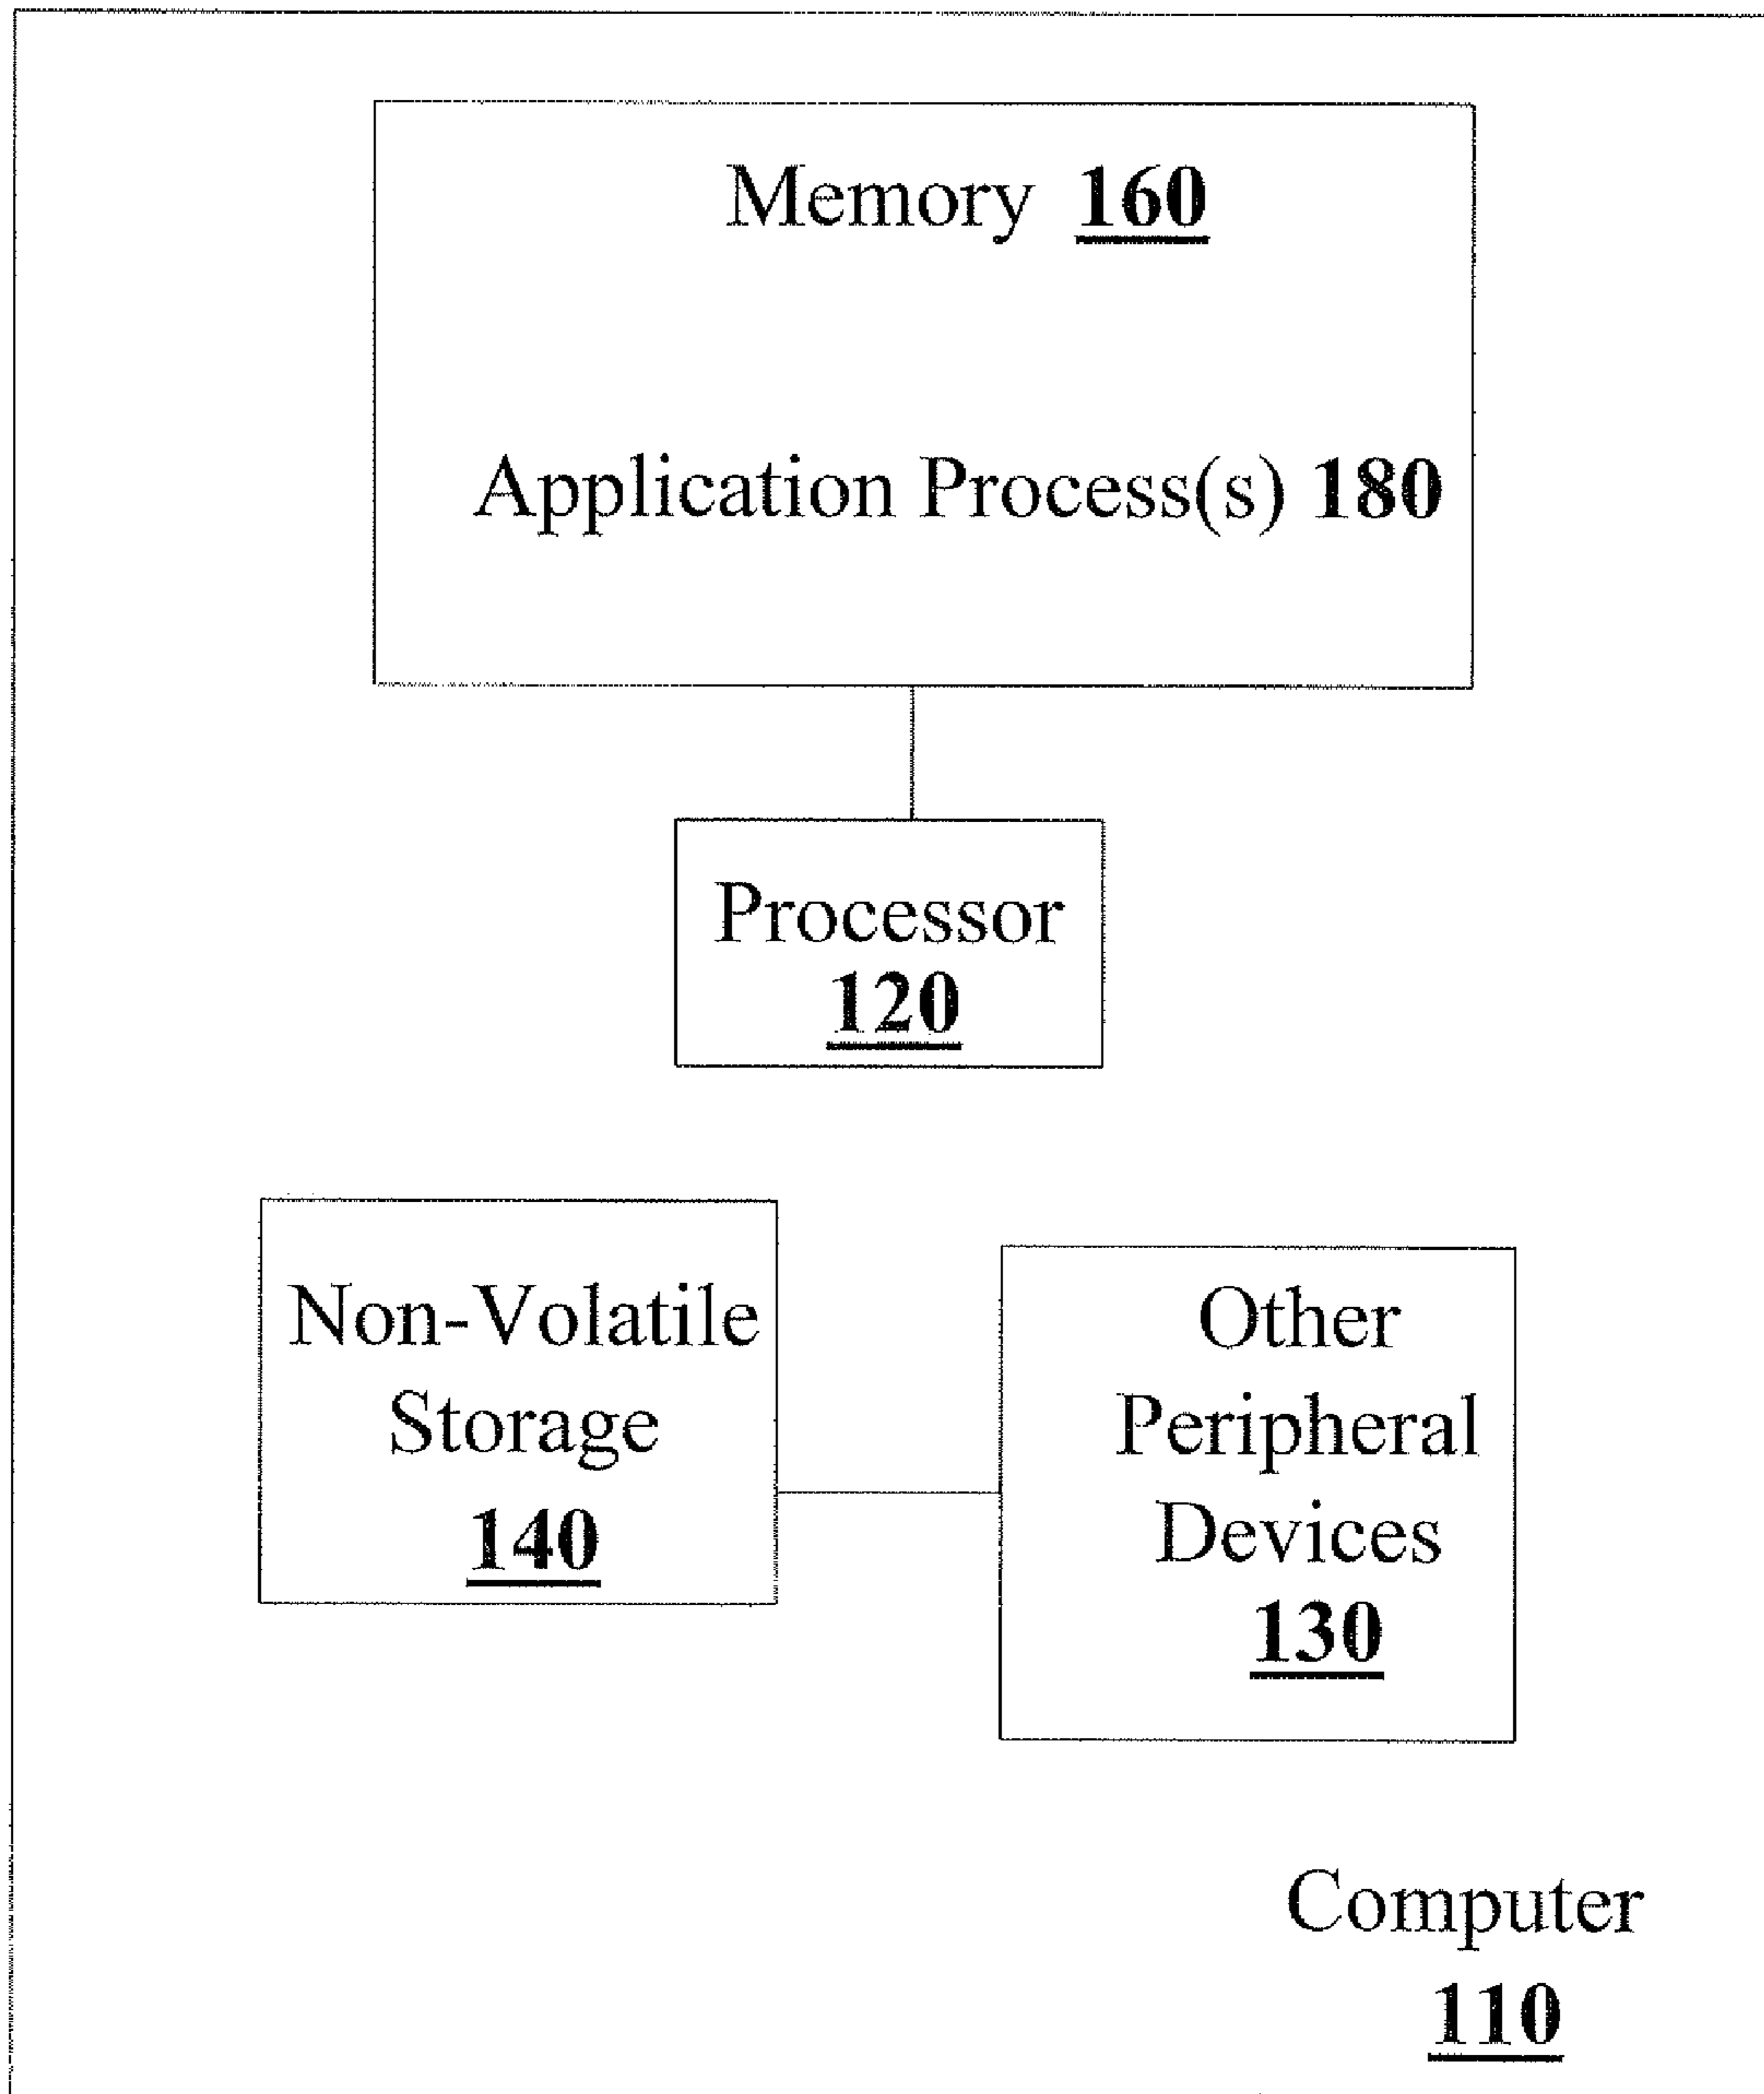 Memory 160
Application Process(s) 180
Processor
120
Non-Volatile
Storage
140
Other
Peripheral
Devices
130
Computer
110